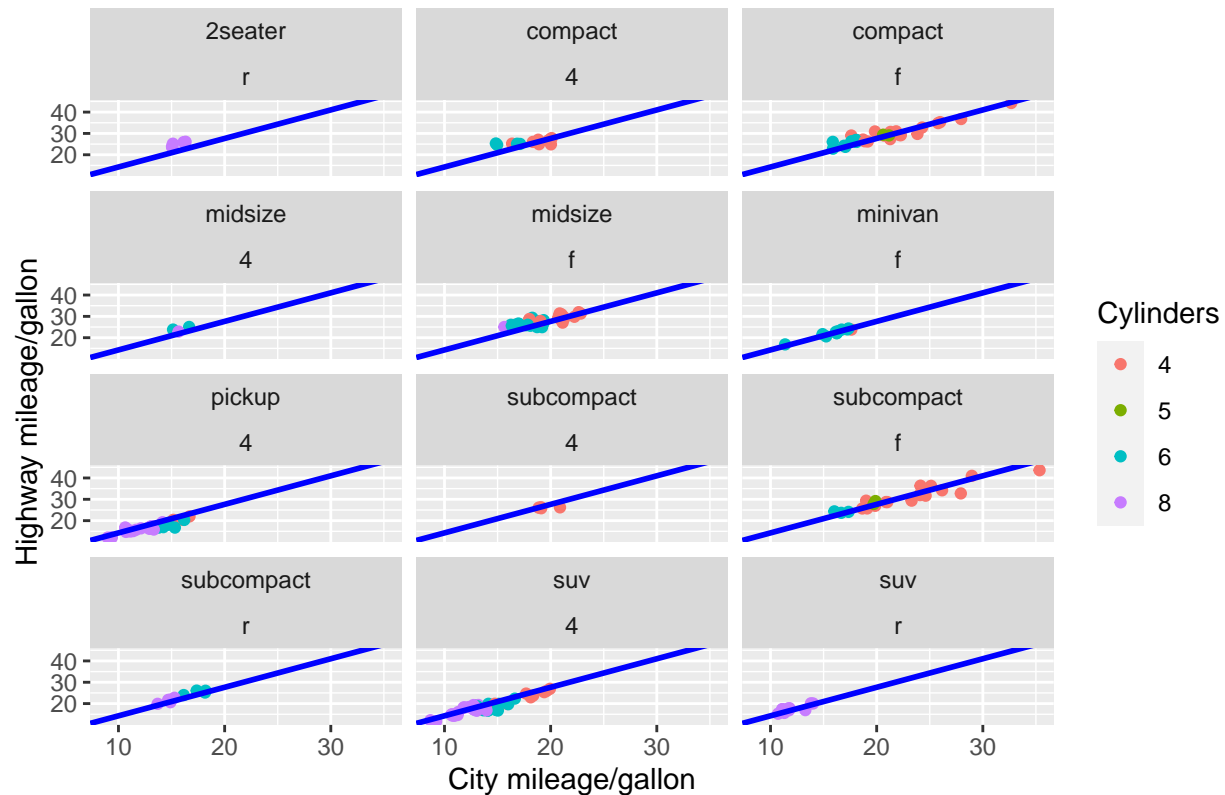 2seater
r
compact
4
compact
f
40
30
20
midsize
4
midsize
f
minivan
f
40
30
20
pickup
4
subcompact
4
subcompact
f
40
30
20
subcompact
r
suv
4
suv
r
40
30
20
10 20 30
10 20 30
10 20 30
City mileage/gallon
Highway mileage/gallon
Cylinders
4
5
6
8